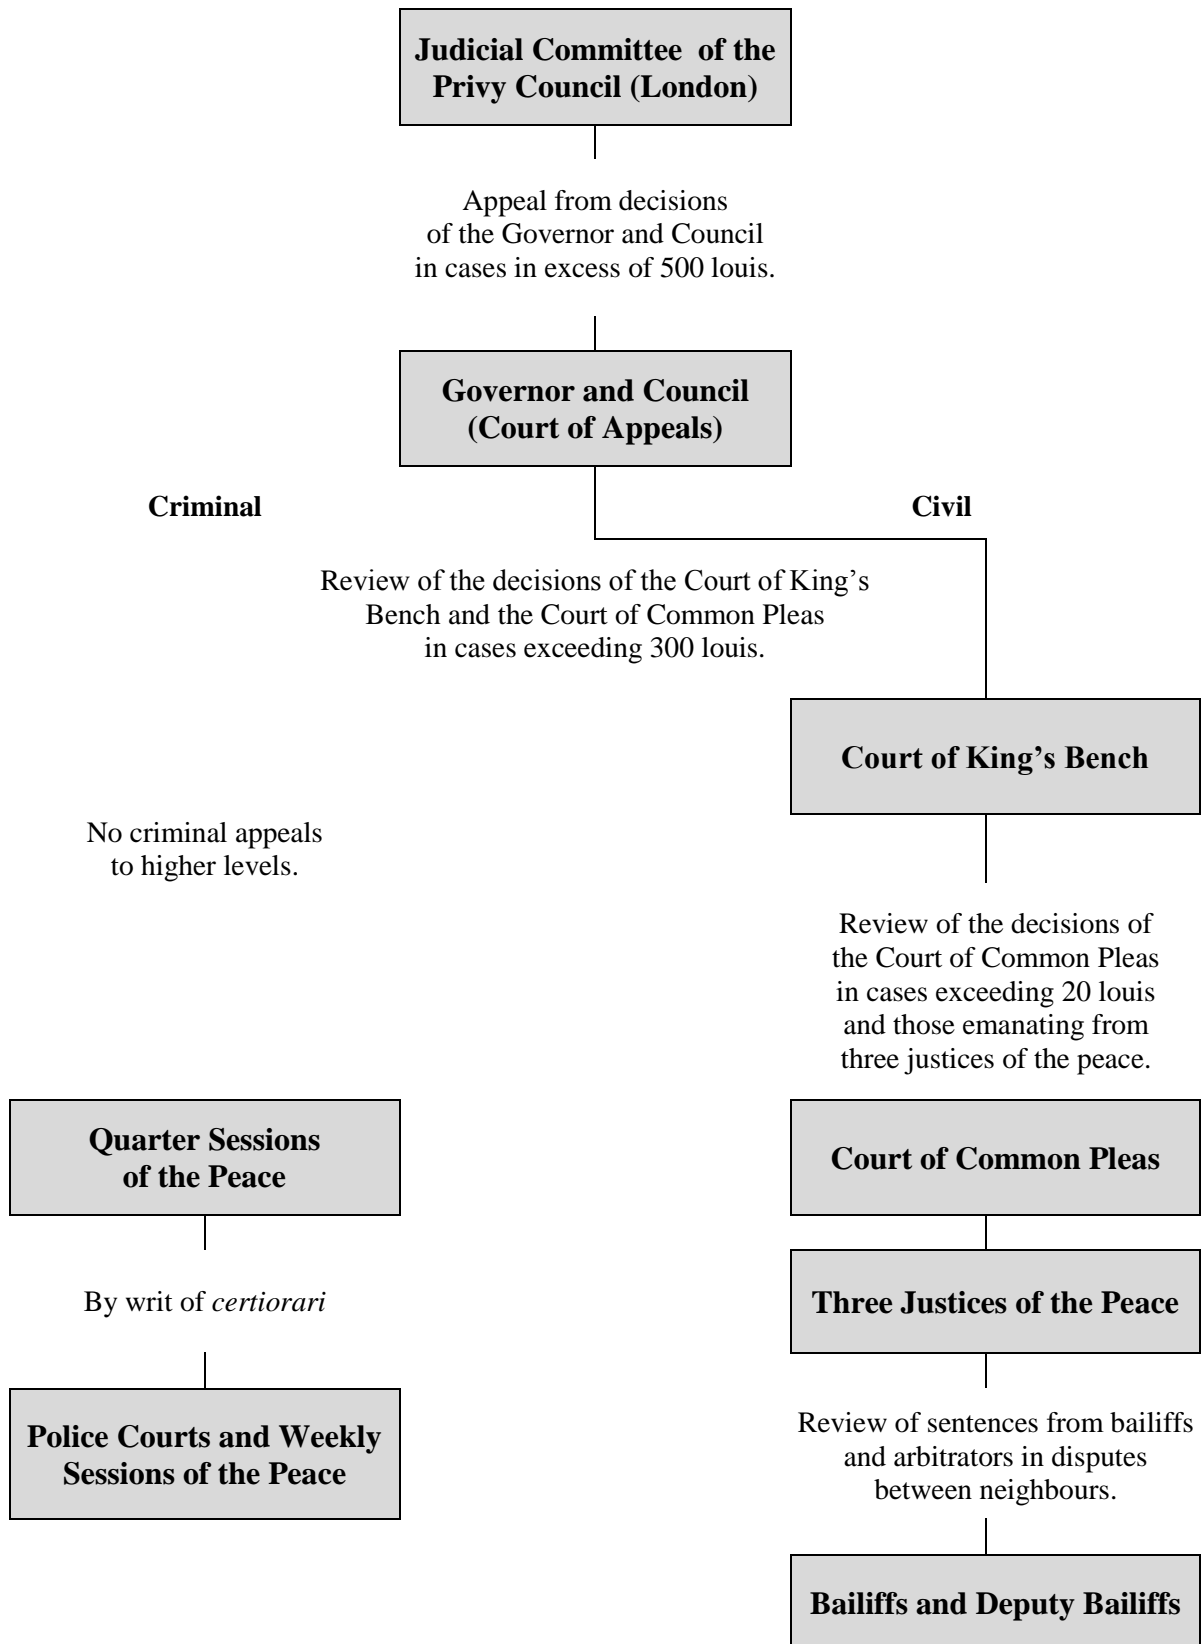 Judicial Committee of the
Privy Council (London)
Appeal from decisions
of the Governor and Council
in cases in excess of 500 louis.
Governor and Council
(Court of Appeals)
Criminal
Civil
Review of the decisions of the Court of King’s
Bench and the Court of Common Pleas
in cases exceeding 300 louis.
Court of King’s Bench
No criminal appeals
to higher levels.
Review of the decisions of
the Court of Common Pleas
in cases exceeding 20 louis
and those emanating from
three justices of the peace.
Quarter Sessions
of the Peace
Court of Common Pleas
By writ of certiorari
Three Justices of the Peace
Police Courts and Weekly
Sessions of the Peace
Review of sentences from bailiffs
and arbitrators in disputes
between neighbours.
Bailiffs and Deputy Bailiffs